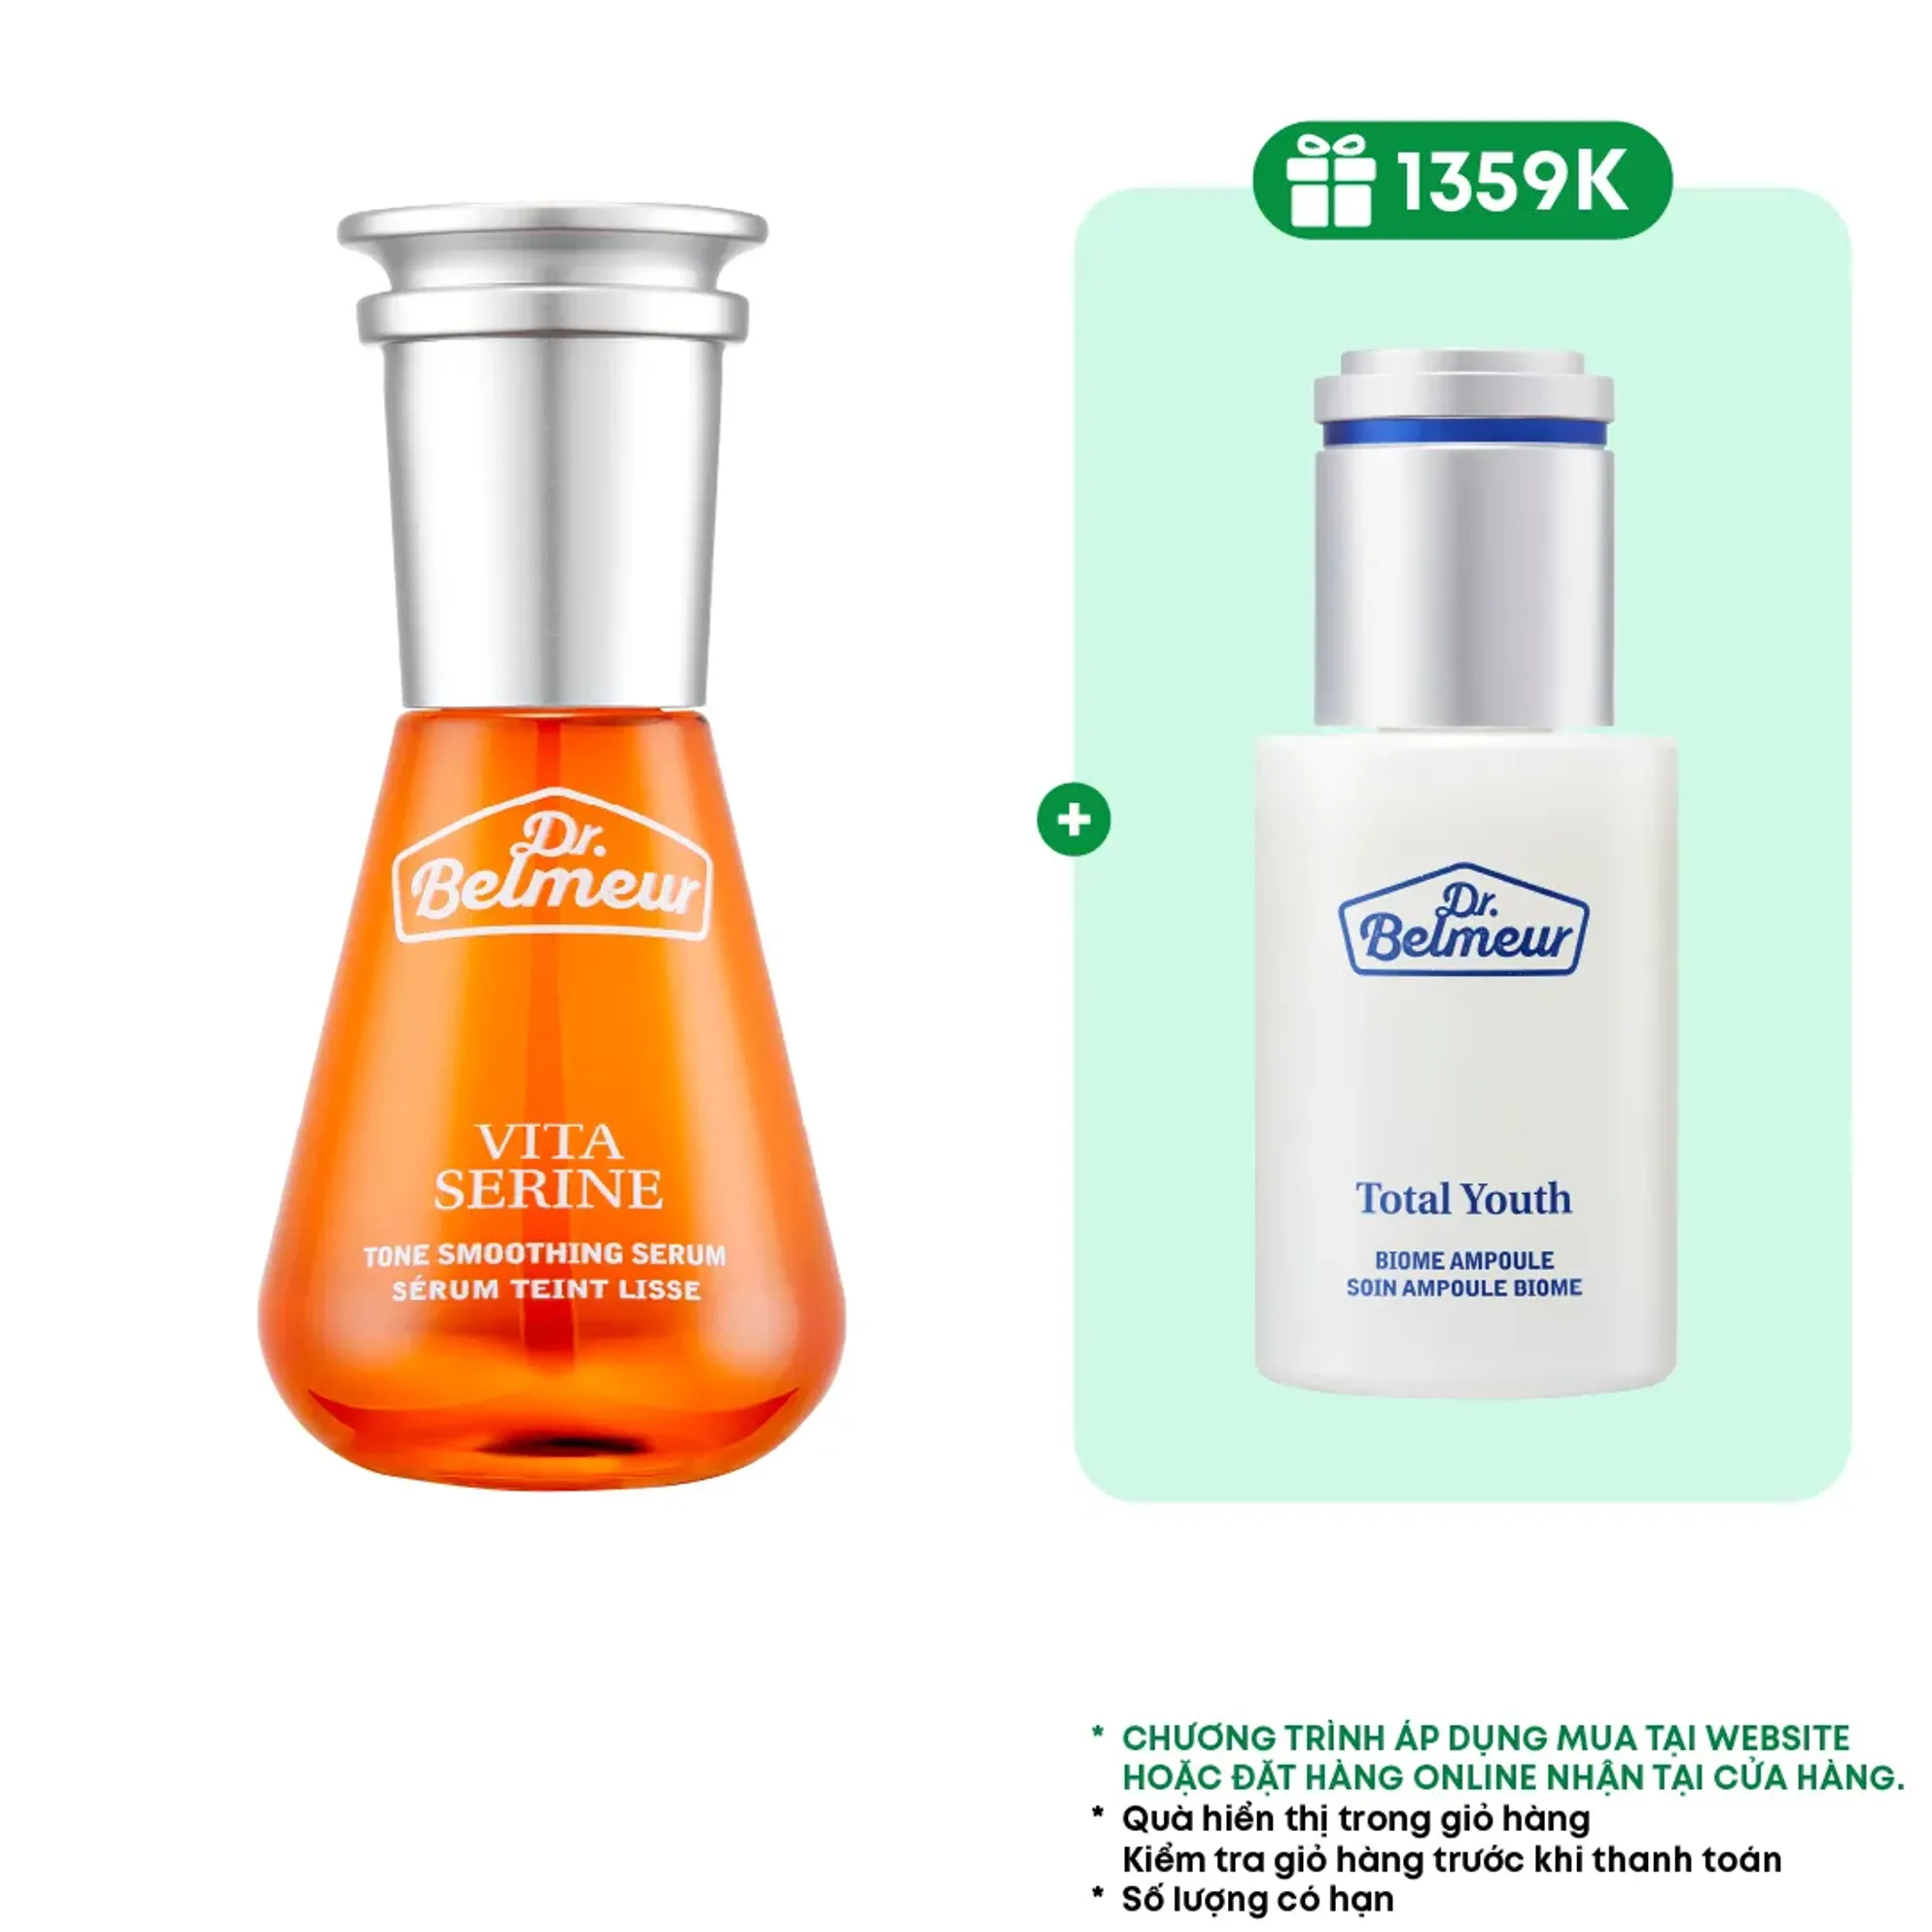 Dr.
Belmeur
VITA
SERINE
TONE SMOOTHING SERUM
SÉRUM TEINT LISSE
1359K
Dr.
Belmeur
Total Youth
BIOME AMPOULE
SOIN AMPOULE BIOME
* CHƯƠNG TRÌNH ÁP DỤNG MUA TẠI WEBSITE
HOẶC ĐẶT HÀNG ONLINE NHẬN TẠI CỬA HÀNG.
* Quà hiển thị trong giỏ hàng
Kiểm tra giỏ hàng trước khi thanh toán
* Số lượng có hạn